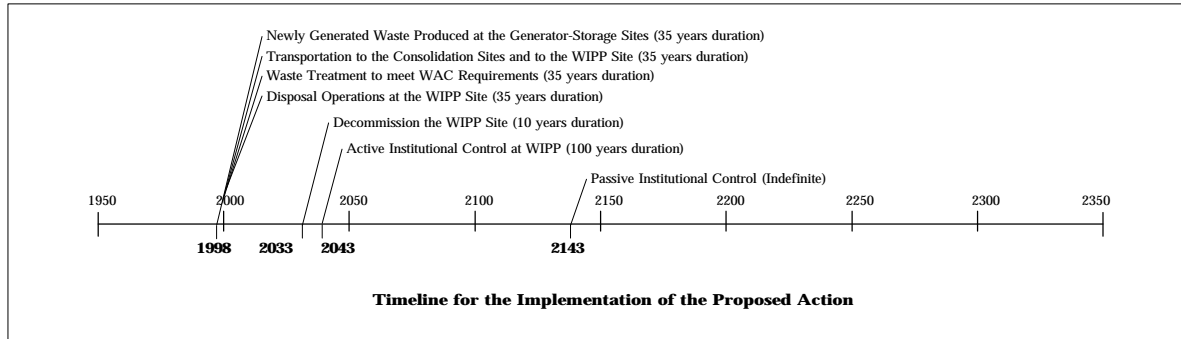 Newly Generated Waste Produced at the Generator-Storage Sites (35 years duration)
Transportation to the Consolidation Sites and to the WIPP Site (35 years duration)
Waste Treatment to meet WAC Requirements (35 years duration)
Disposal Operations at the WIPP Site (35 years duration)
Decommission the WIPP Site (10 years duration)
Active Institutional Control at WIPP (100 years duration)
Passive Institutional Control (Indefinite)
1950 2000 2050 2100 2150 2200 2250 2300 2350
1998 2033 2043 2143
Timeline for the Implementation of the Proposed Action